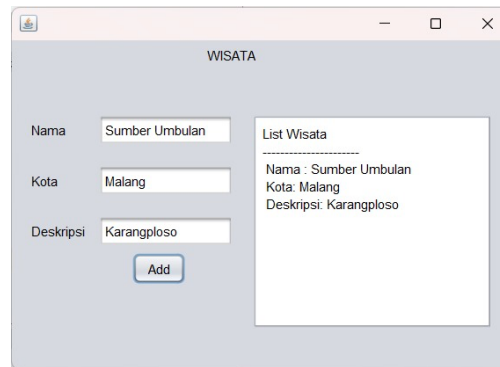 WISATA
Nama
Sumber Umbulan
Kota
Malang
Deskripsi
Karangploso
Add
List Wisata
----------------------
Nama : Sumber Umbulan
Kota: Malang
Deskripsi: Karangploso